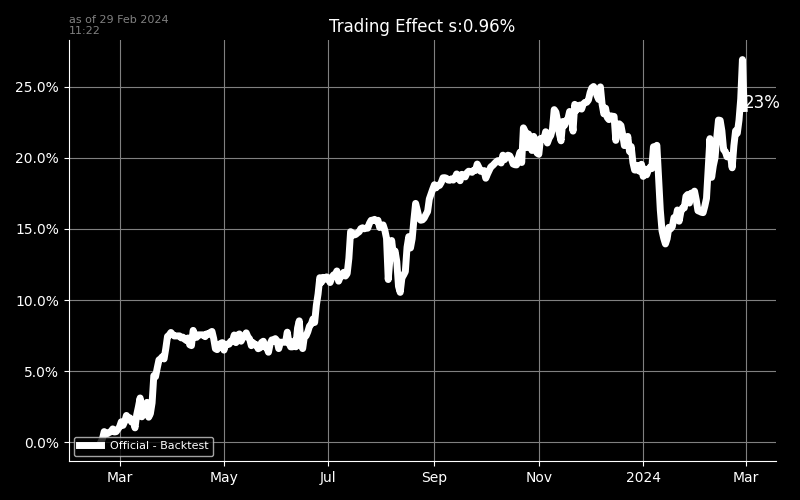 as of 29 Feb 2024
11:22
Trading Effect s:0.96%
25.0%
20.0%
15.0%
10.0%
5.0%
0.0%
23%
Official - Backtest
Mar
May
Jul
Sep
Nov
2024
Mar